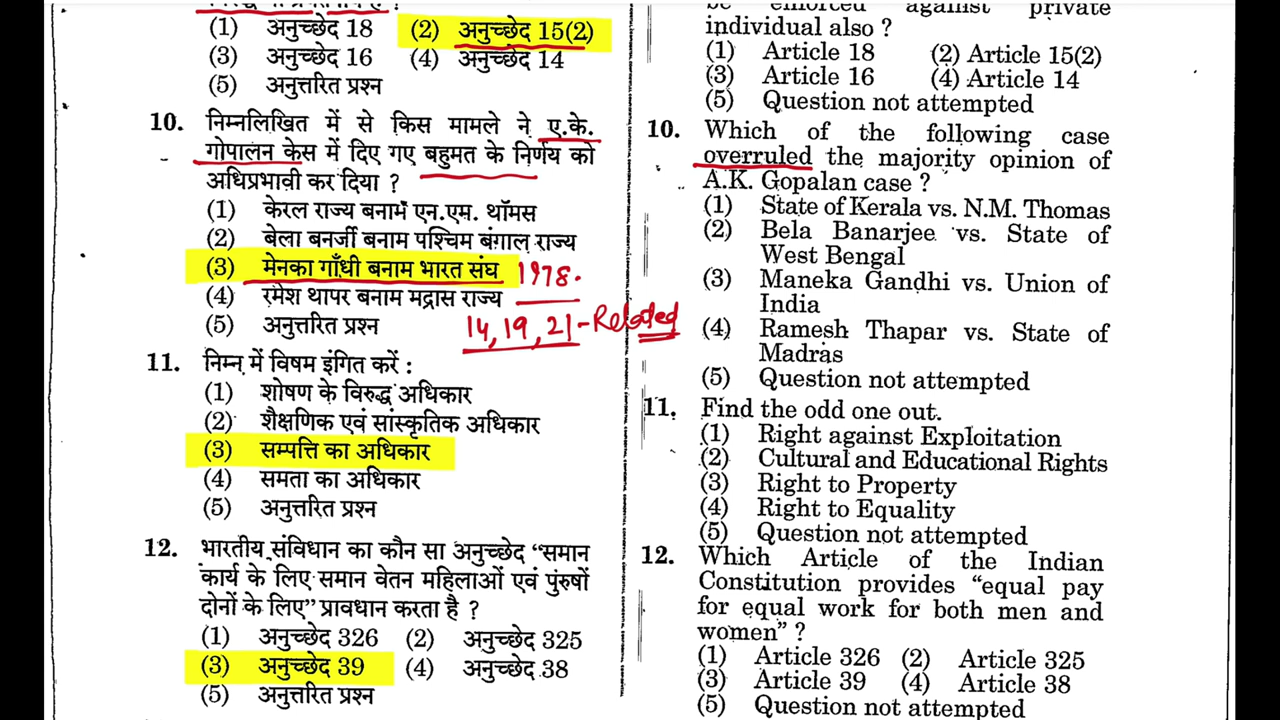 (1) अनुच्छेद 18 (2) अनुच्छेद 15(2)
(3) अनुच्छेद 16 (4) अनुच्छेद 14
(5) अनुत्तरित प्रश्न
10. निम्नलिखित में से किस मामले ने ए.के.
गोपालन केस में दिए गए बहुमत के निर्णय को
अधिप्रभावी कर दिया ?
(1) केरल राज्य बनाम एन.एम. थॉमस
(2) बेला बनर्जी बनाम पश्चिम बंगाल राज्य
(3) मेनका गाँधी बनाम भारत संघ 1978.
(4) रमेश थापर बनाम मद्रास राज्य
(5) अनुत्तरित प्रश्न 14, 19, 21 - Related
11. निम्न में विषम इंगित करें :
(1) शोषण के विरुद्ध अधिकार
(2) शैक्षणिक एवं सांस्कृतिक अधिकार
(3) सम्पत्ति का अधिकार
(4) समता का अधिकार
(5) अनुत्तरित प्रश्न
12. भारतीय संविधान का कौन सा अनुच्छेद “समान
कार्य के लिए समान वेतन महिलाओं एवं पुरुषों
दोनों के लिए” प्रावधान करता है ?
(1) अनुच्छेद 326 (2) अनुच्छेद 325
(3) अनुच्छेद 39 (4) अनुच्छेद 38
(5) अनुत्तरित प्रश्न
be enforced against private
individual also ?
(1) Article 18 (2) Article 15(2)
(3) Article 16 (4) Article 14
(5) Question not attempted
10. Which of the following case
overruled the majority opinion of
A.K. Gopalan case ?
(1) State of Kerala vs. N.M. Thomas
(2) Bela Banarjee vs. State of
West Bengal
(3) Maneka Gandhi vs. Union of
India
(4) Ramesh Thapar vs. State of
Madras
(5) Question not attempted
11. Find the odd one out.
(1) Right against Exploitation
(2) Cultural and Educational Rights
(3) Right to Property
(4) Right to Equality
(5) Question not attempted
12. Which Article of the Indian
Constitution provides “equal pay
for equal work for both men and
women” ?
(1) Article 326 (2) Article 325
(3) Article 39 (4) Article 38
(5) Question not attempted